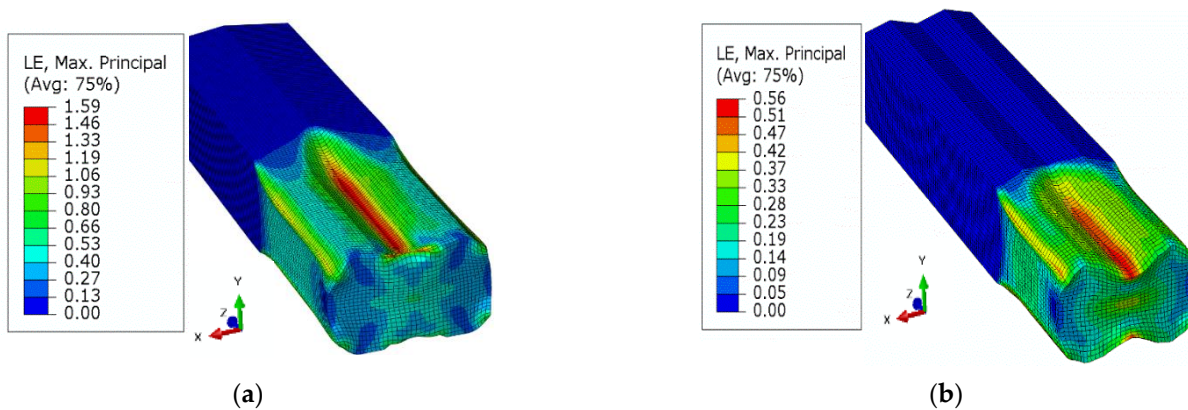 LE, Max. Principal
(Avg: 75%)
1.59
1.46
1.33
1.19
1.06
0.93
0.80
0.66
0.53
0.40
0.27
0.13
0.00
Y
Z
X
(a)
LE, Max. Principal
(Avg: 75%)
0.56
0.51
0.47
0.42
0.37
0.33
0.28
0.23
0.19
0.14
0.09
0.05
0.00
Y
Z
X
(b)